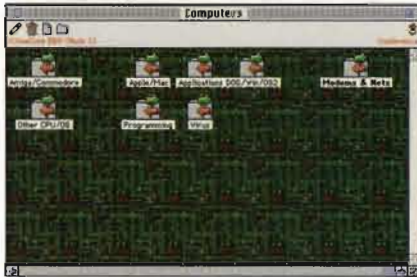 Computers
Amiga/Commodore Apple/Mac Applications DOS/Win/OS2 Modems & Nets
Other CPU/OS Programming Virus